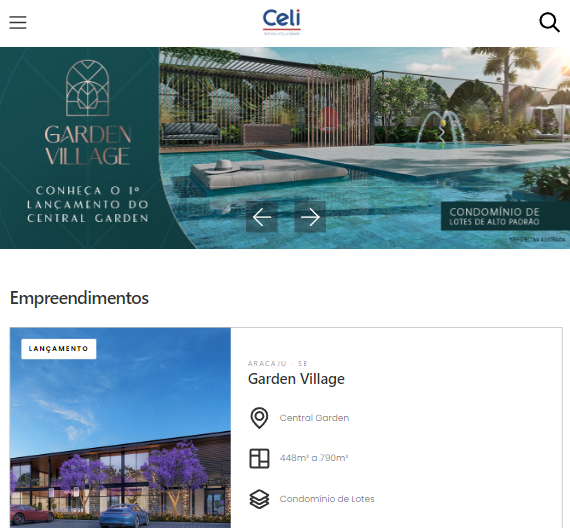 Celi
GARDEN
VILLAGE
CONHEÇA O 1º
LANÇAMENTO DO
CENTRAL GARDEN
CONDOMÍNIO DE
LOTES DE ALTO PADRÃO
Empreendimentos
LANÇAMENTO
ARACAJU - SE
Garden Village
Central Garden
448m² a 790m²
Condomínio de Lotes